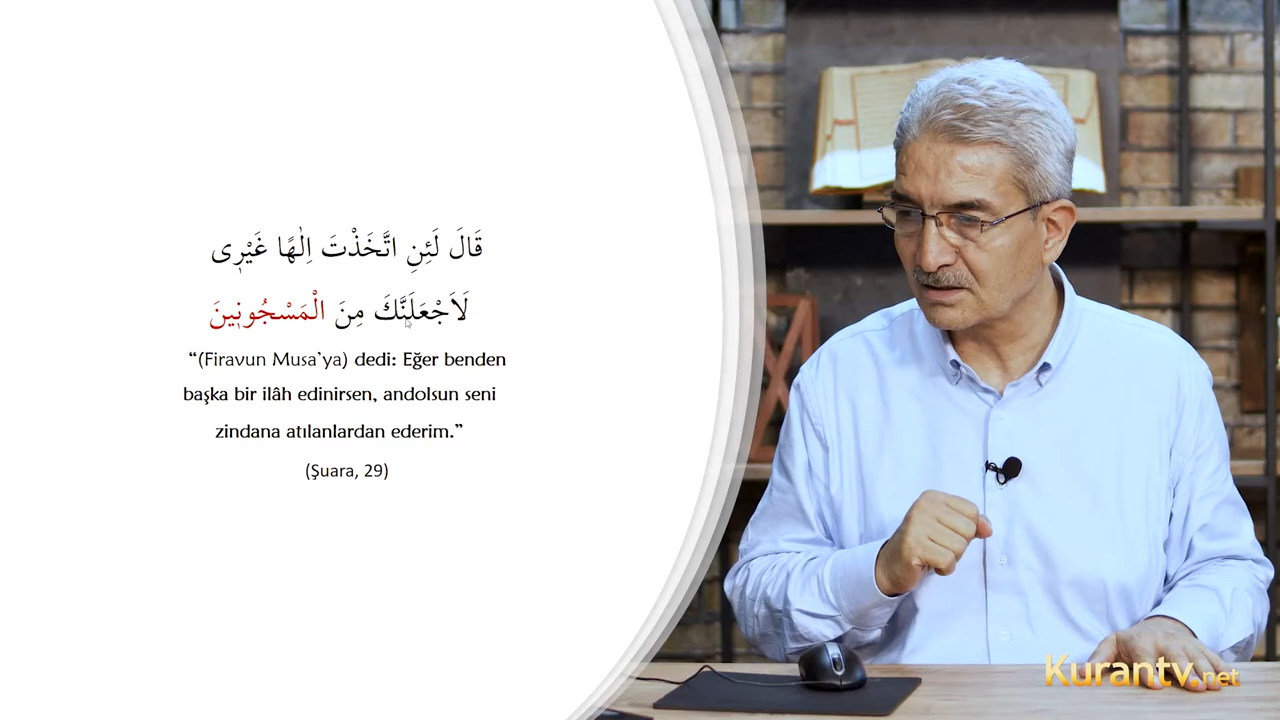 قَالَ لَئِنِ اتَّخَذْتَ اِلٰهًا غَيْرٖى
لَاَجْعَلَنَّكَ مِنَ الْمَسْجُونٖينَ
“(Firavun Musa’ya) dedi: Eğer benden
başka bir ilâh edinirsen, andolsun seni
zindana atılanlardan ederim.”
(Şuara, 29)
Kurantv.net